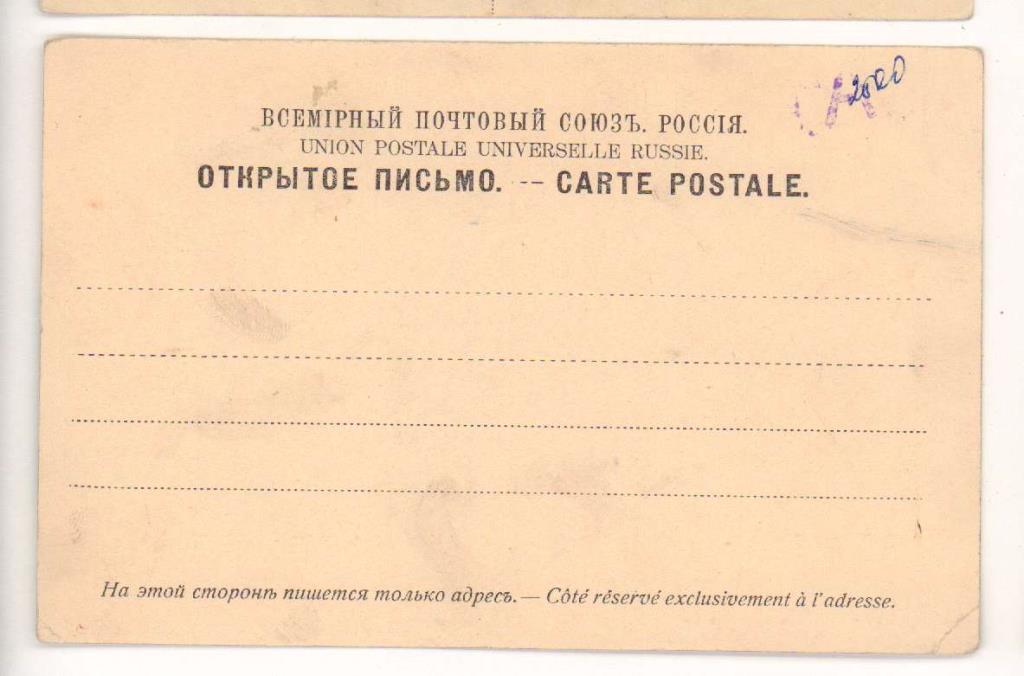 ВСЕМІРНЫЙ ПОЧТОВЫЙ СОЮЗЪ. РОССІЯ.
UNION POSTALE UNIVERSELLE RUSSIE.
ОТКРЫТОЕ ПИСЬМО. -- CARTE POSTALE.
На этой сторонѣ пишется только адресъ.— Côté réservé exclusivement à l'adresse.